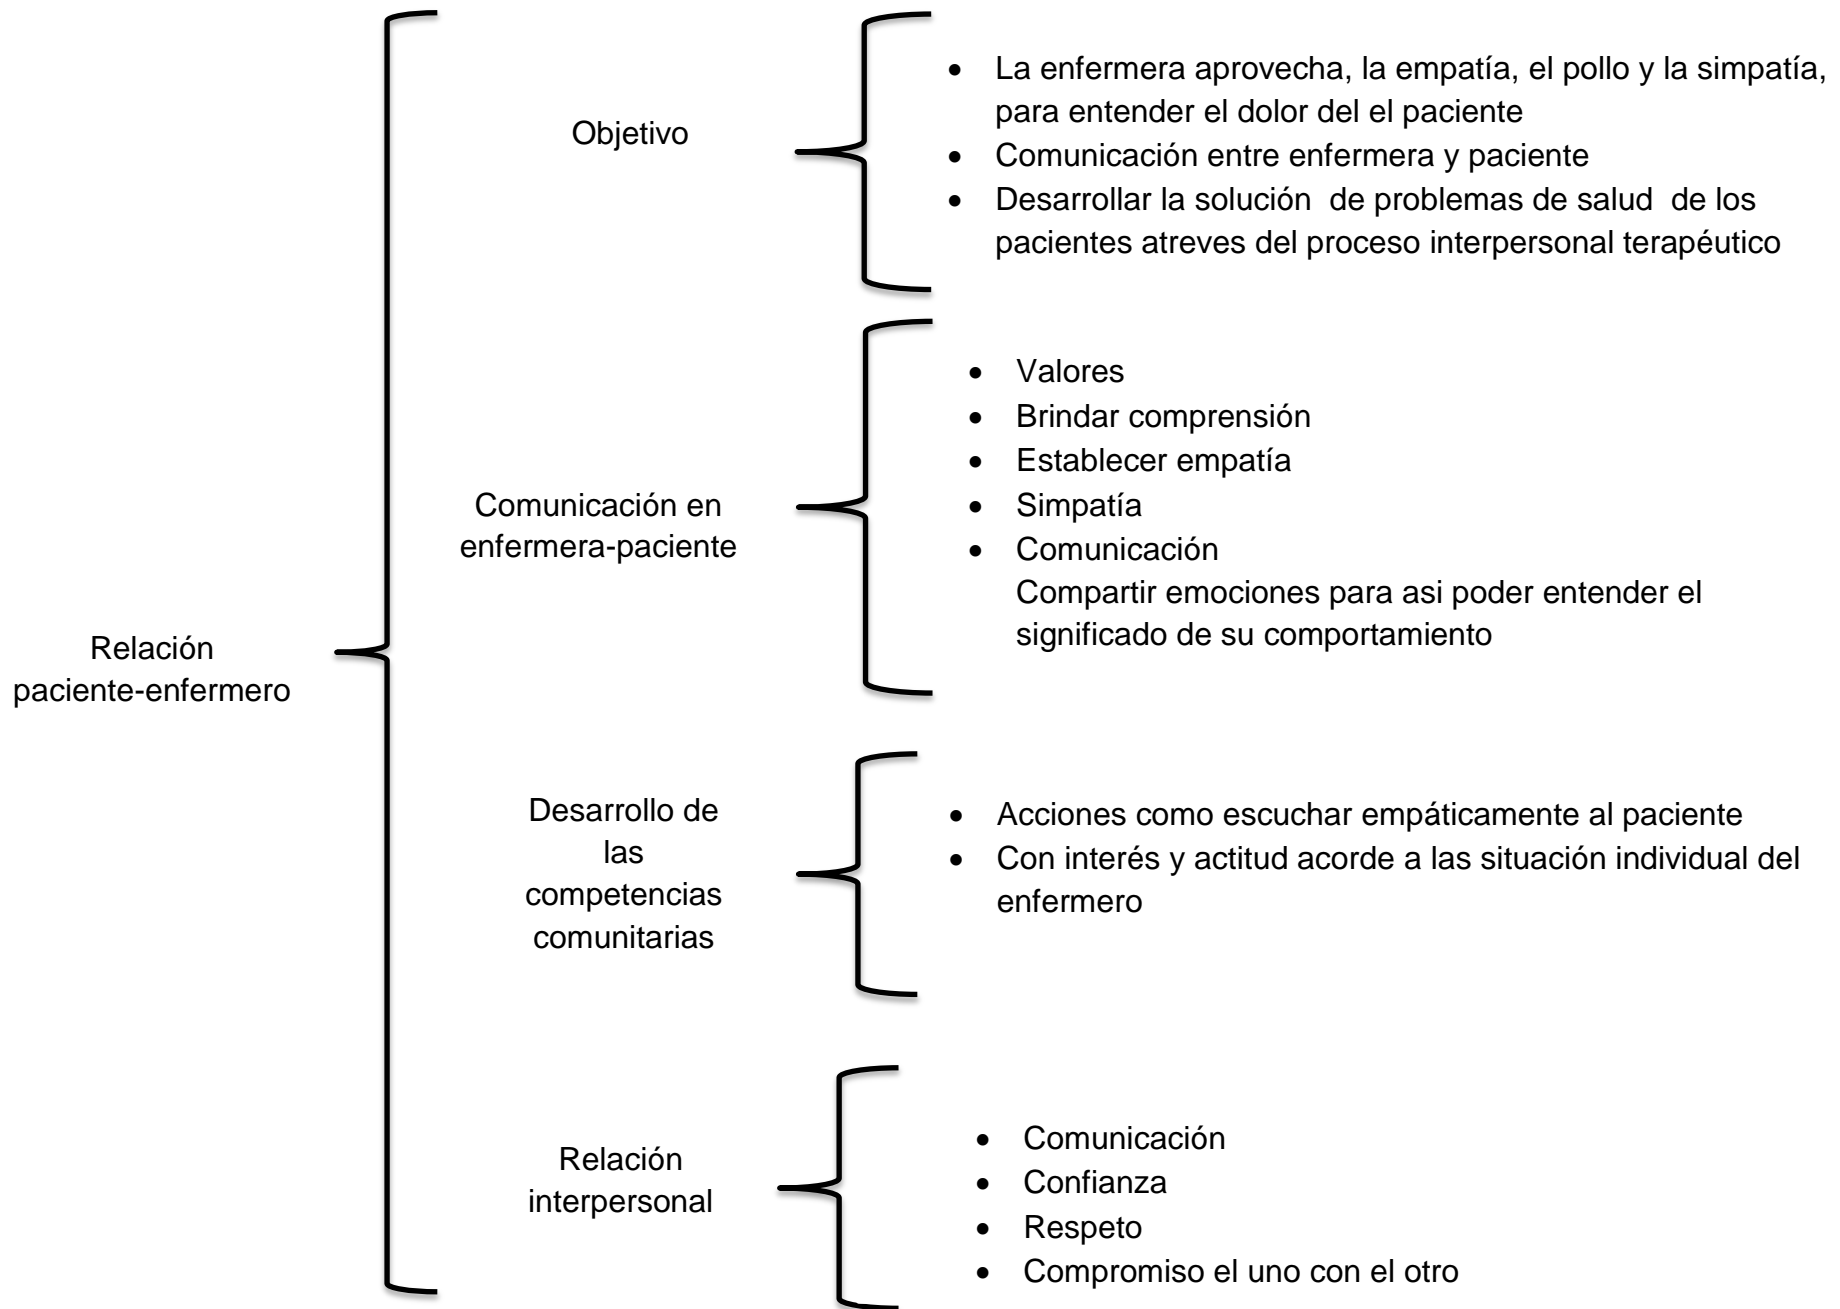 Relación
paciente-enfermero
Objetivo
• La enfermera aprovecha, la empatía, el pollo y la simpatía,
para entender el dolor del el paciente
• Comunicación entre enfermera y paciente
• Desarrollar la solución  de problemas de salud  de los
pacientes atreves del proceso interpersonal terapéutico
Comunicación en
enfermera-paciente
• Valores
• Brindar comprensión
• Establecer empatía
• Simpatía
• Comunicación
Compartir emociones para asi poder entender el
significado de su comportamiento
Desarrollo de
las
competencias
comunitarias
• Acciones como escuchar empáticamente al paciente
• Con interés y actitud acorde a las situación individual del
enfermero
Relación
interpersonal
• Comunicación
• Confianza
• Respeto
• Compromiso el uno con el otro